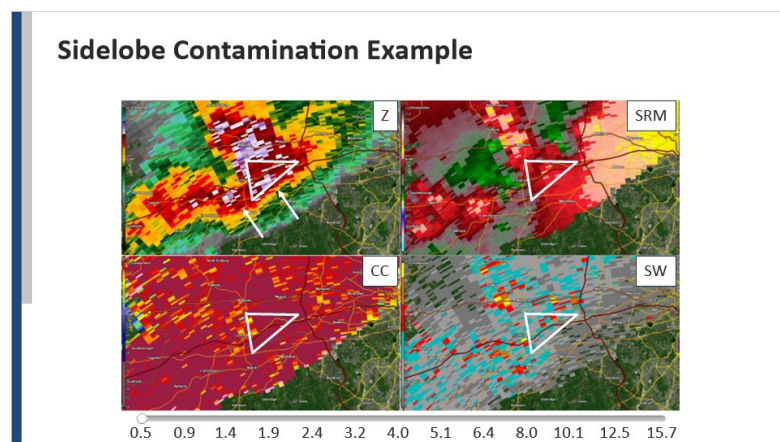 Sidelobe Contamination Example
Z
SRM
CC
SW
0.5 0.9 1.4 1.9 2.4 3.2 4.0 5.1 6.4 8.0 10.1 12.5 15.7